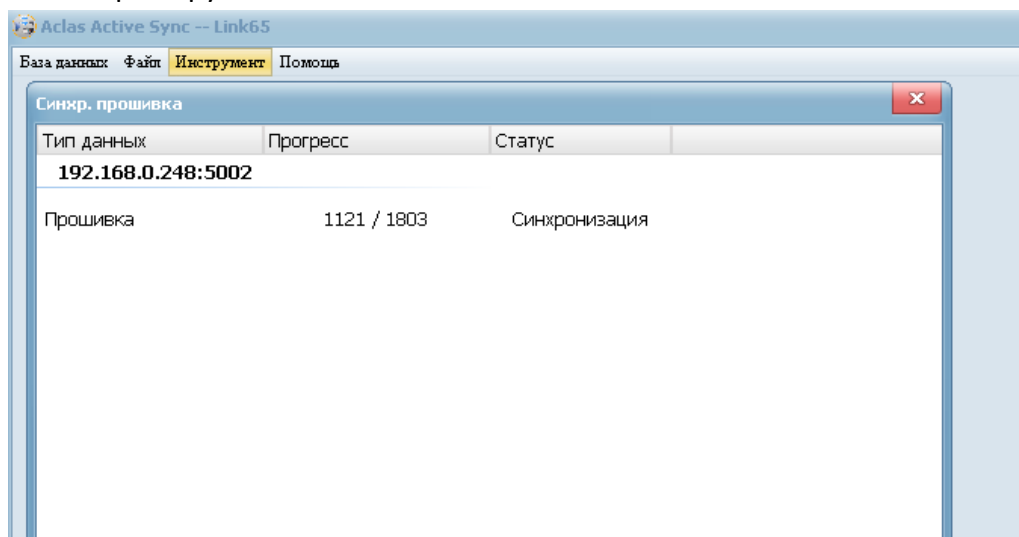 Aclas Active Sync -- Link65
База данных Файл Инструмент Помощь
Синхр. прошивка
Тип данных Прогресс Статус
192.168.0.248:5002
Прошивка 1121 / 1803 Синхронизация